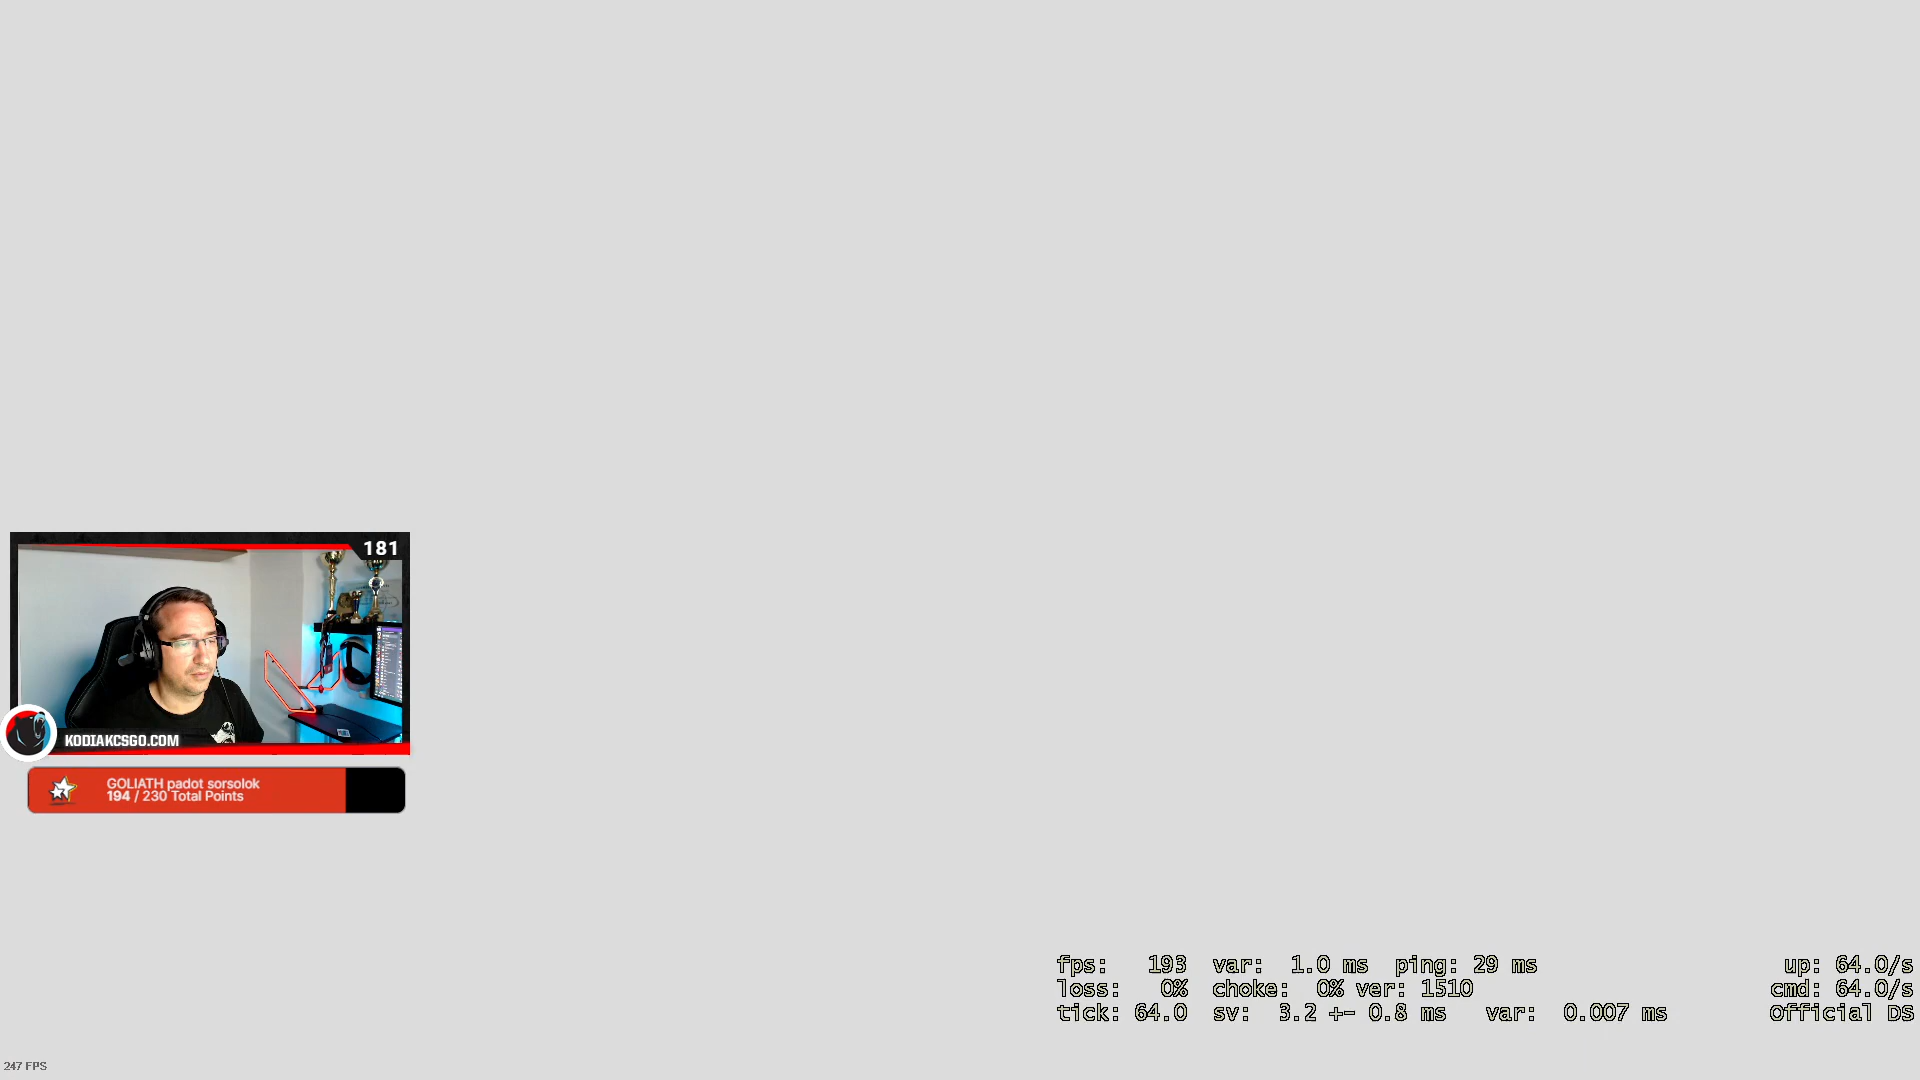 181
KODIAKCSGO.COM
GOLIATH padot sorsolok
194 / 230 Total Points
fps: 193 var: 1.0 ms ping: 29 ms up: 64.0/s
loss: 0% choke: 0% ver: 1510 cmd: 64.0/s
tick: 64.0 sv: 3.2 +- 0.8 ms var: 0.007 ms Official DS
247 FPS